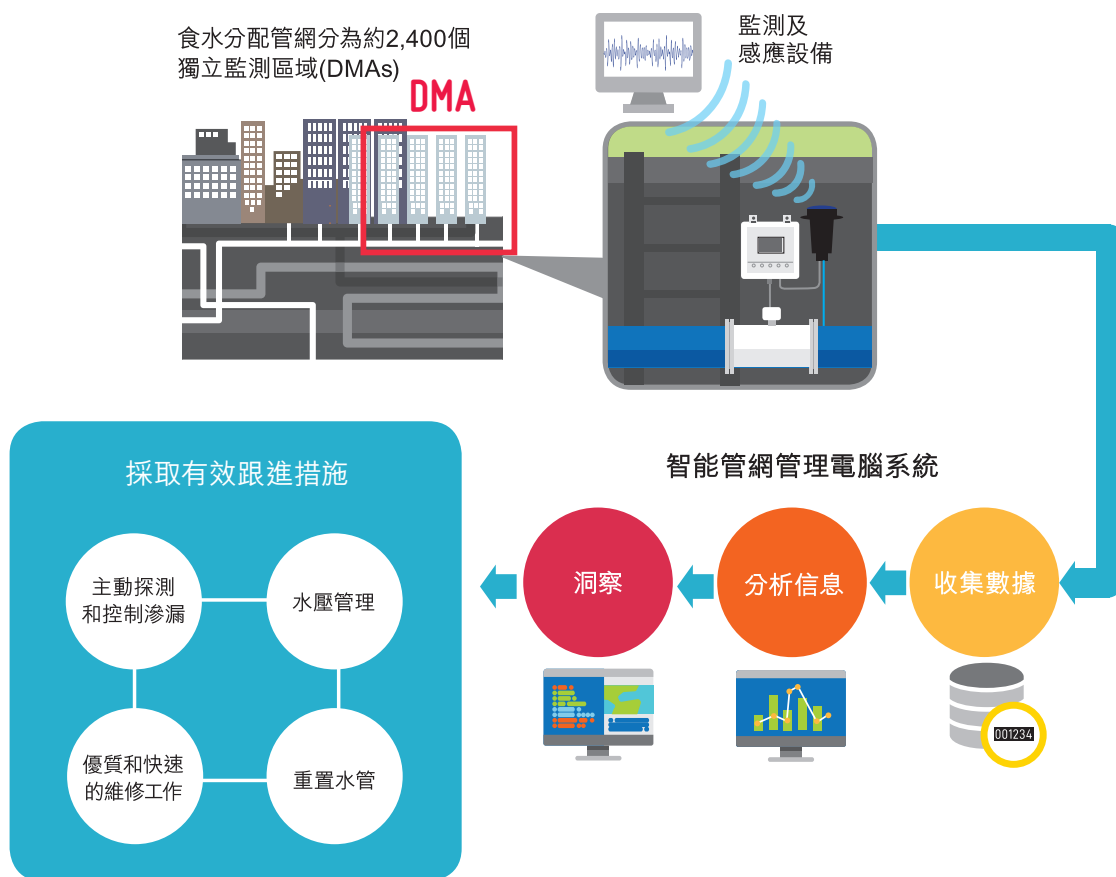 食水分配管網分為約2,400個
獨立監測區域(DMAs)
DMA
監測及
感應設備
智能管網管理電腦系統
收集數據
分析信息
洞察
001234
採取有效跟進措施
主動探測
和控制滲漏
水壓管理
優質和快速
的維修工作
重置水管